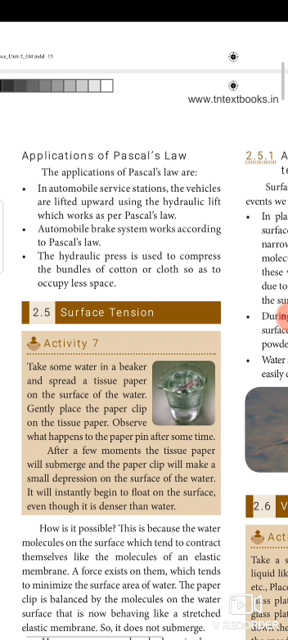 www.tntextbooks.in
Applications of Pascal's Law
The applications of Pascal's law are:
• In automobile service stations, the vehicles
are lifted upward using the hydraulic lift
which works as per Pascal's law.
• Automobile brake system works according
to Pascal's law.
• The hydraulic press is used to compress
the bundles of cotton or cloth so as to
occupy less space.
2.5 Surface Tension
Activity 7
Take some water in a beaker
and spread a tissue paper
on the surface of the water.
Gently place the paper clip
on the tissue paper. Observe
what happens to the paper pin after some time.
After a few moments the tissue paper
will submerge and the paper clip will make a
small depression on the surface of the water.
It will instantly begin to float on the surface,
even though it is denser than water.
How is it possible? This is because the water
molecules on the surface which tend to contract
themselves like the molecules of an elastic
membrane. A force exists on them, which tends
to minimize the surface area of water. The paper
clip is balanced by the molecules on the water
surface that is now behaving like a stretched
elastic membrane. So, it does not submerge.
2.5.1 A
Surfa
events we
• In pla
surfac
narrow
molec
these
due to
the su
• During
surfac
powde
• Water
easily
2.6 V
Acti
Take a s
liquid like
etc., Place
glass plat
glass plat
VIDEO
RECORDER